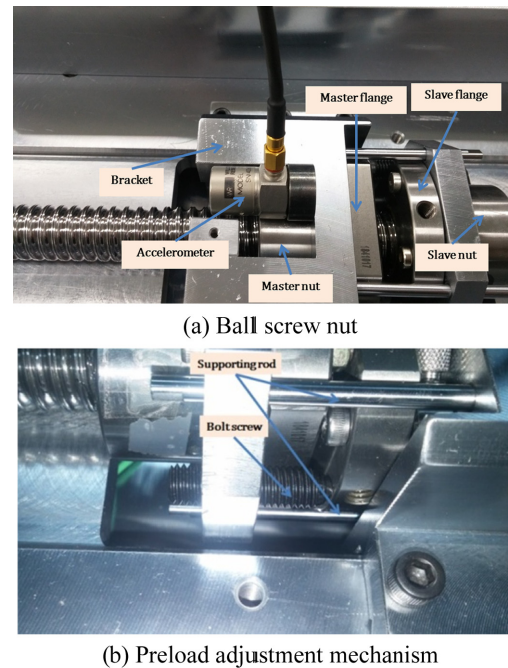 Master flange
Slave flange
Bracket
Accelerometer
Master nut
Slave nut
(a) Ball screw nut
Supporting rod
Bolt screw
(b) Preload adjustment mechanism